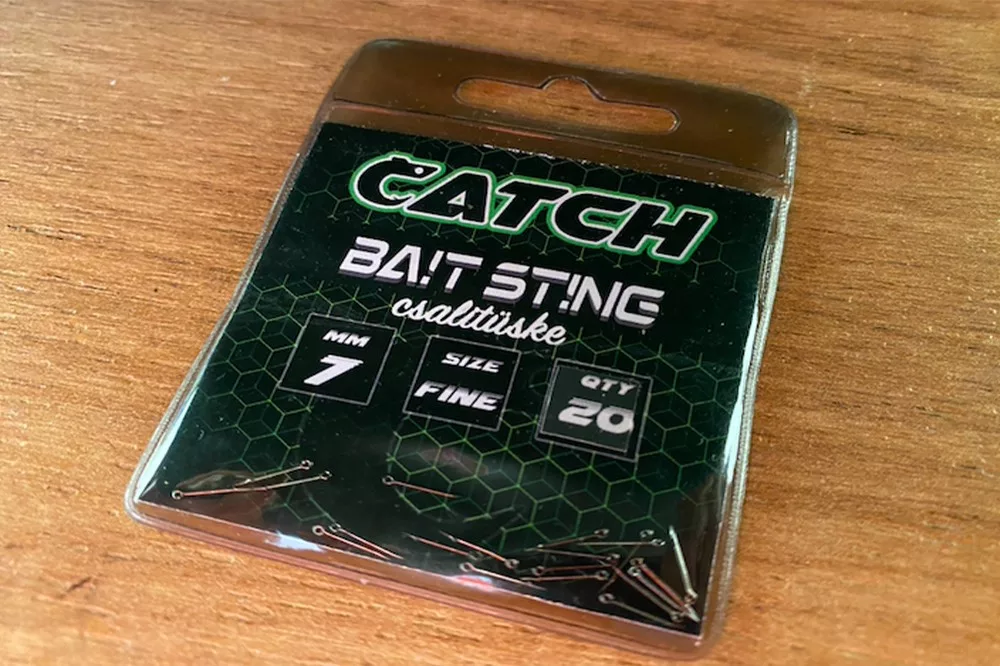 CATCH
BA!T ST!NG
csalitüske
MM
7
SIZE
FINE
QTY
20